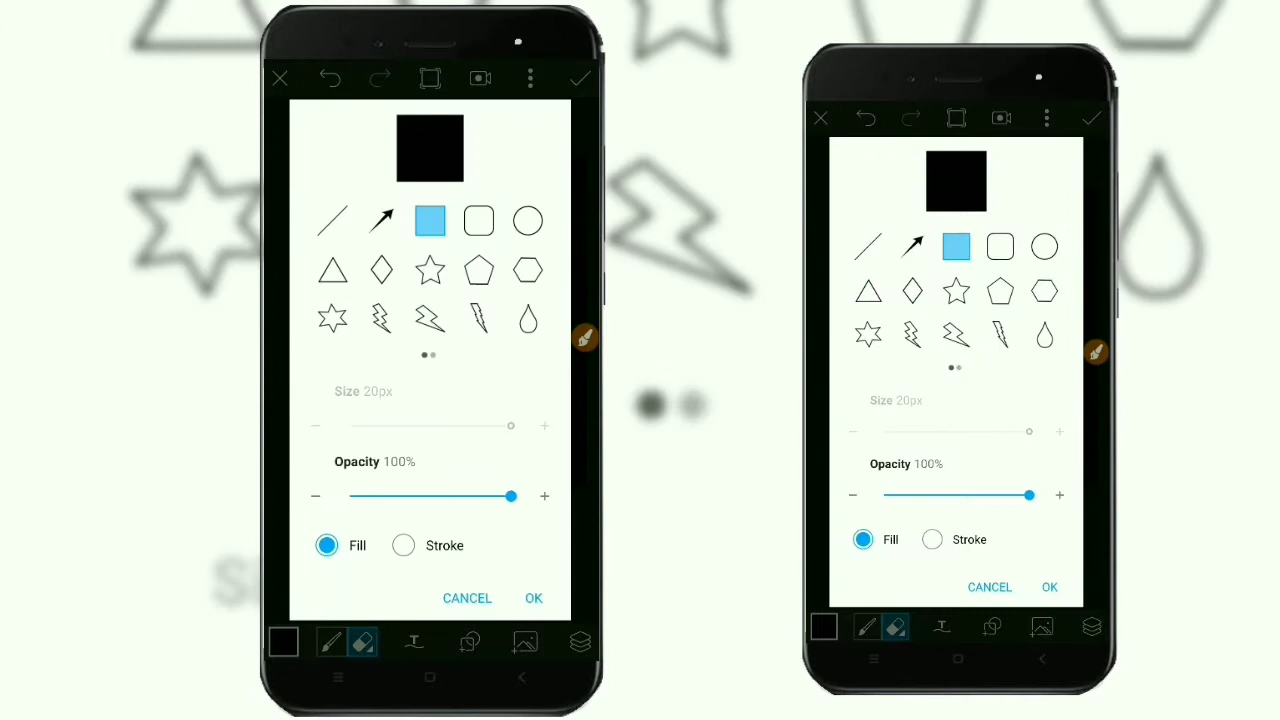 Size 20px
Opacity 100%
Fill
Stroke
CANCEL
OK
Size 20px
Opacity 100%
Fill
Stroke
CANCEL
OK